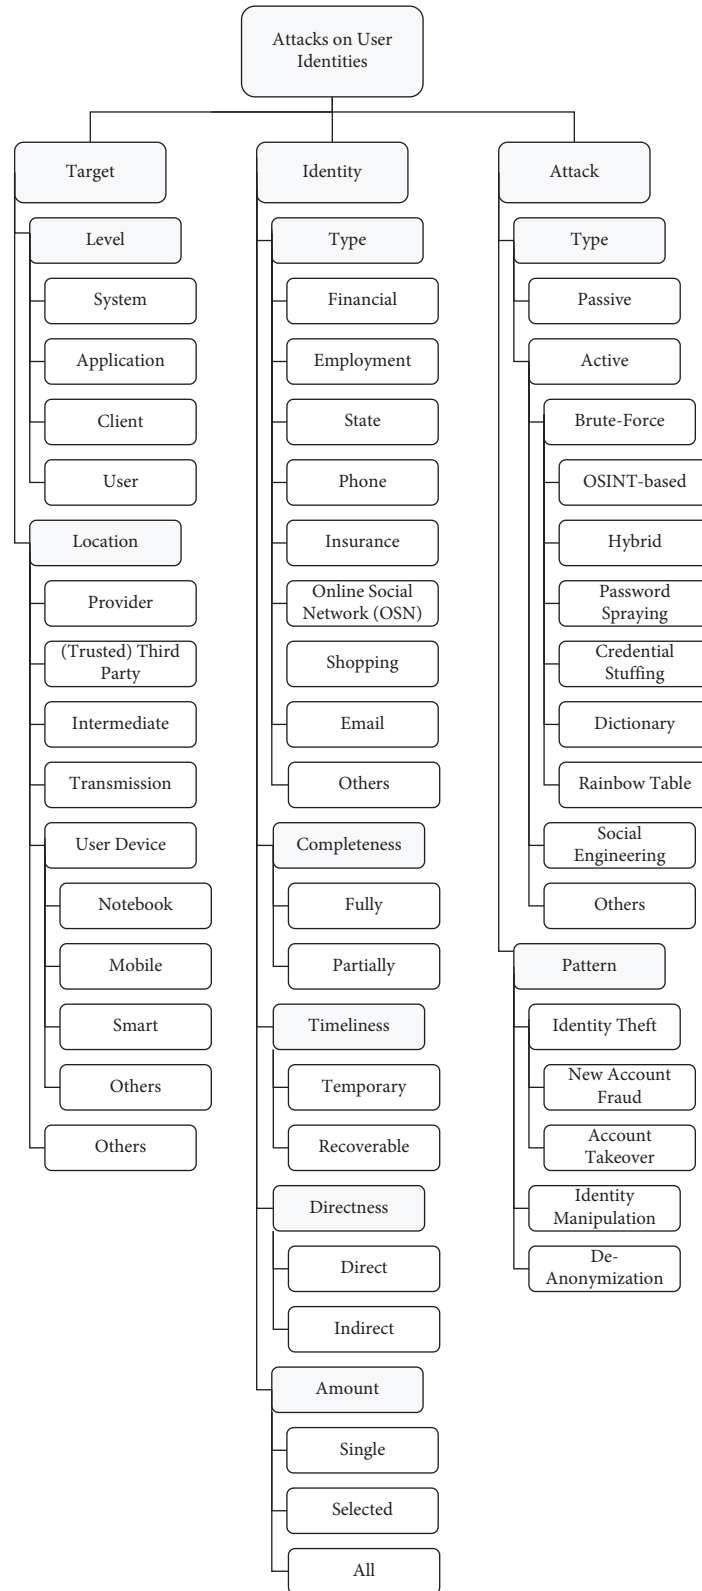 Attacks on User
Identities
Target
Level
System
Application
Client
User
Location
Provider
(Trusted) Third
Party
Intermediate
Transmission
User Device
Notebook
Mobile
Smart
Others
Others
Identity
Type
Financial
Employment
State
Phone
Insurance
Online Social
Network (OSN)
Shopping
Email
Others
Completeness
Fully
Partially
Timeliness
Temporary
Recoverable
Directness
Direct
Indirect
Amount
Single
Selected
All
Attack
Type
Passive
Active
Brute-Force
OSINT-based
Hybrid
Password
Spraying
Credential
Stuffing
Dictionary
Rainbow Table
Social
Engineering
Others
Pattern
Identity Theft
New Account
Fraud
Account
Takeover
Identity
Manipulation
De-
Anonymization